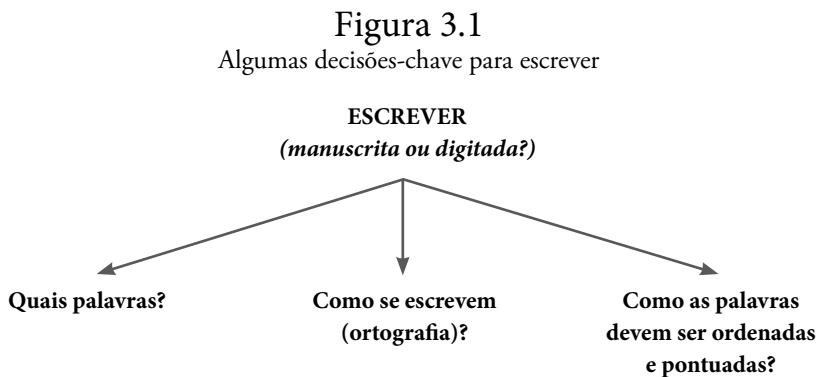 Figura 3.1
Algumas decisões-chave para escrever
ESCREVER
(manuscrita ou digitada?)
Quais palavras?
Como se escrevem
(ortografia)?
Como as palavras
devem ser ordenadas
e pontuadas?